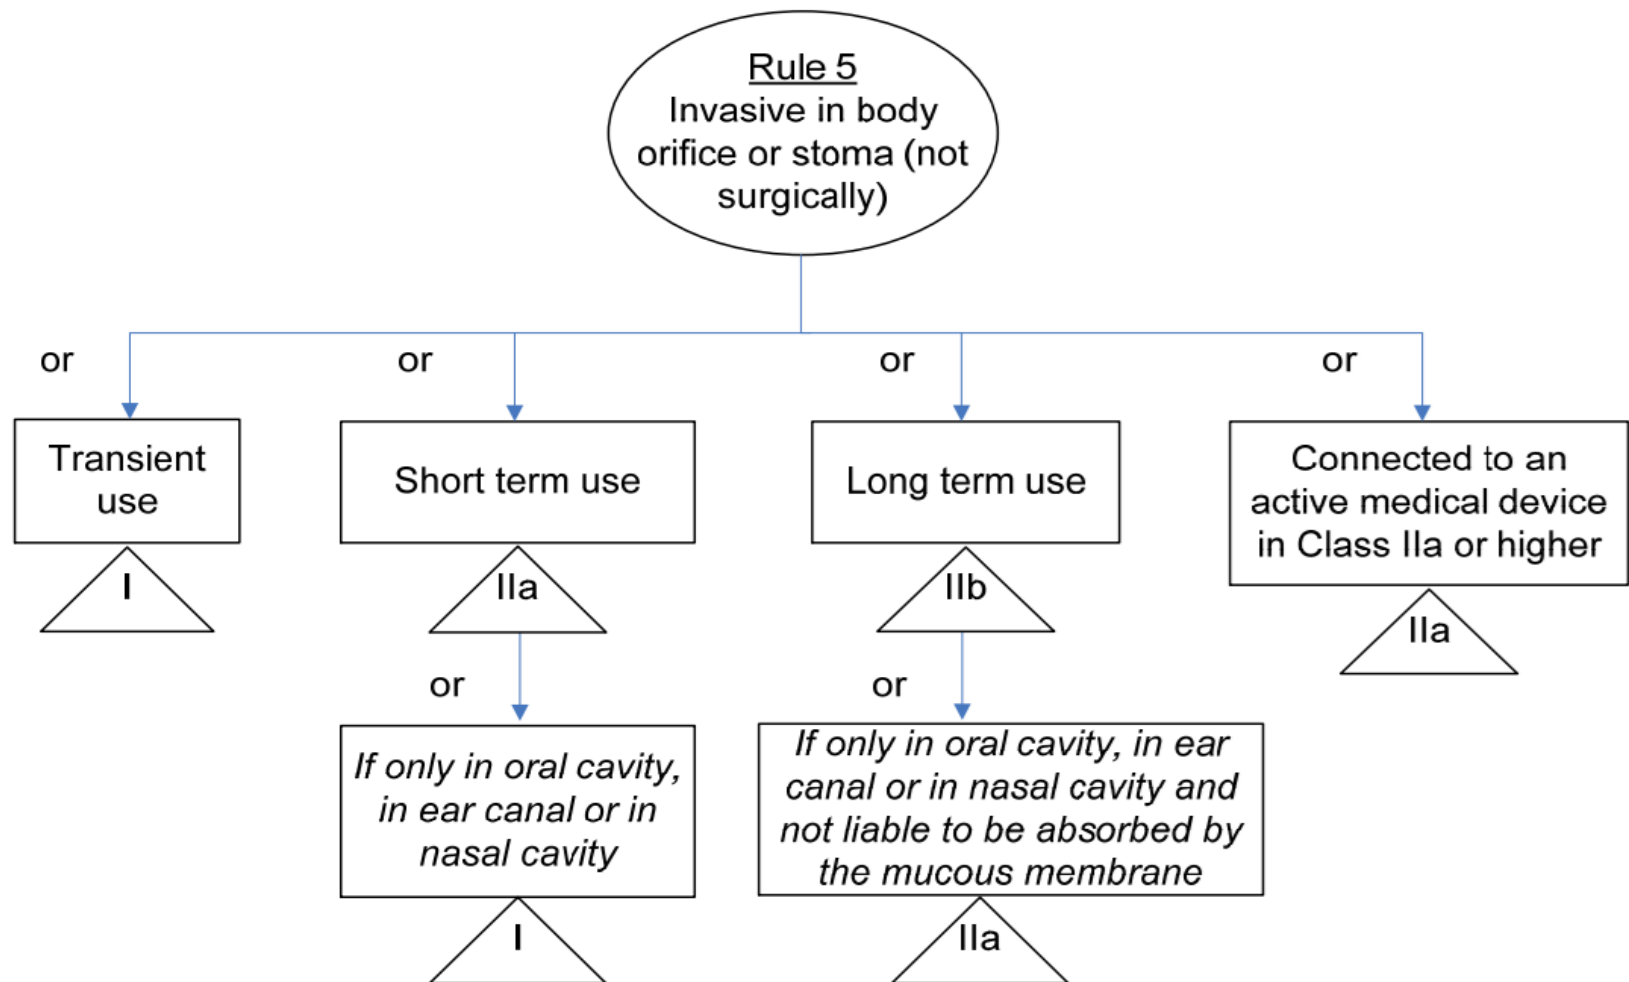 Rule 5
Invasive in body
orifice or stoma (not
surgically)
or
or
or
or
Transient
use
Short term use
Long term use
Connected to an
active medical device
in Class IIa or higher
I
IIa
IIb
IIa
or
or
If only in oral cavity,
in ear canal or in
nasal cavity
If only in oral cavity, in ear
canal or in nasal cavity and
not liable to be absorbed by
the mucous membrane
I
IIa